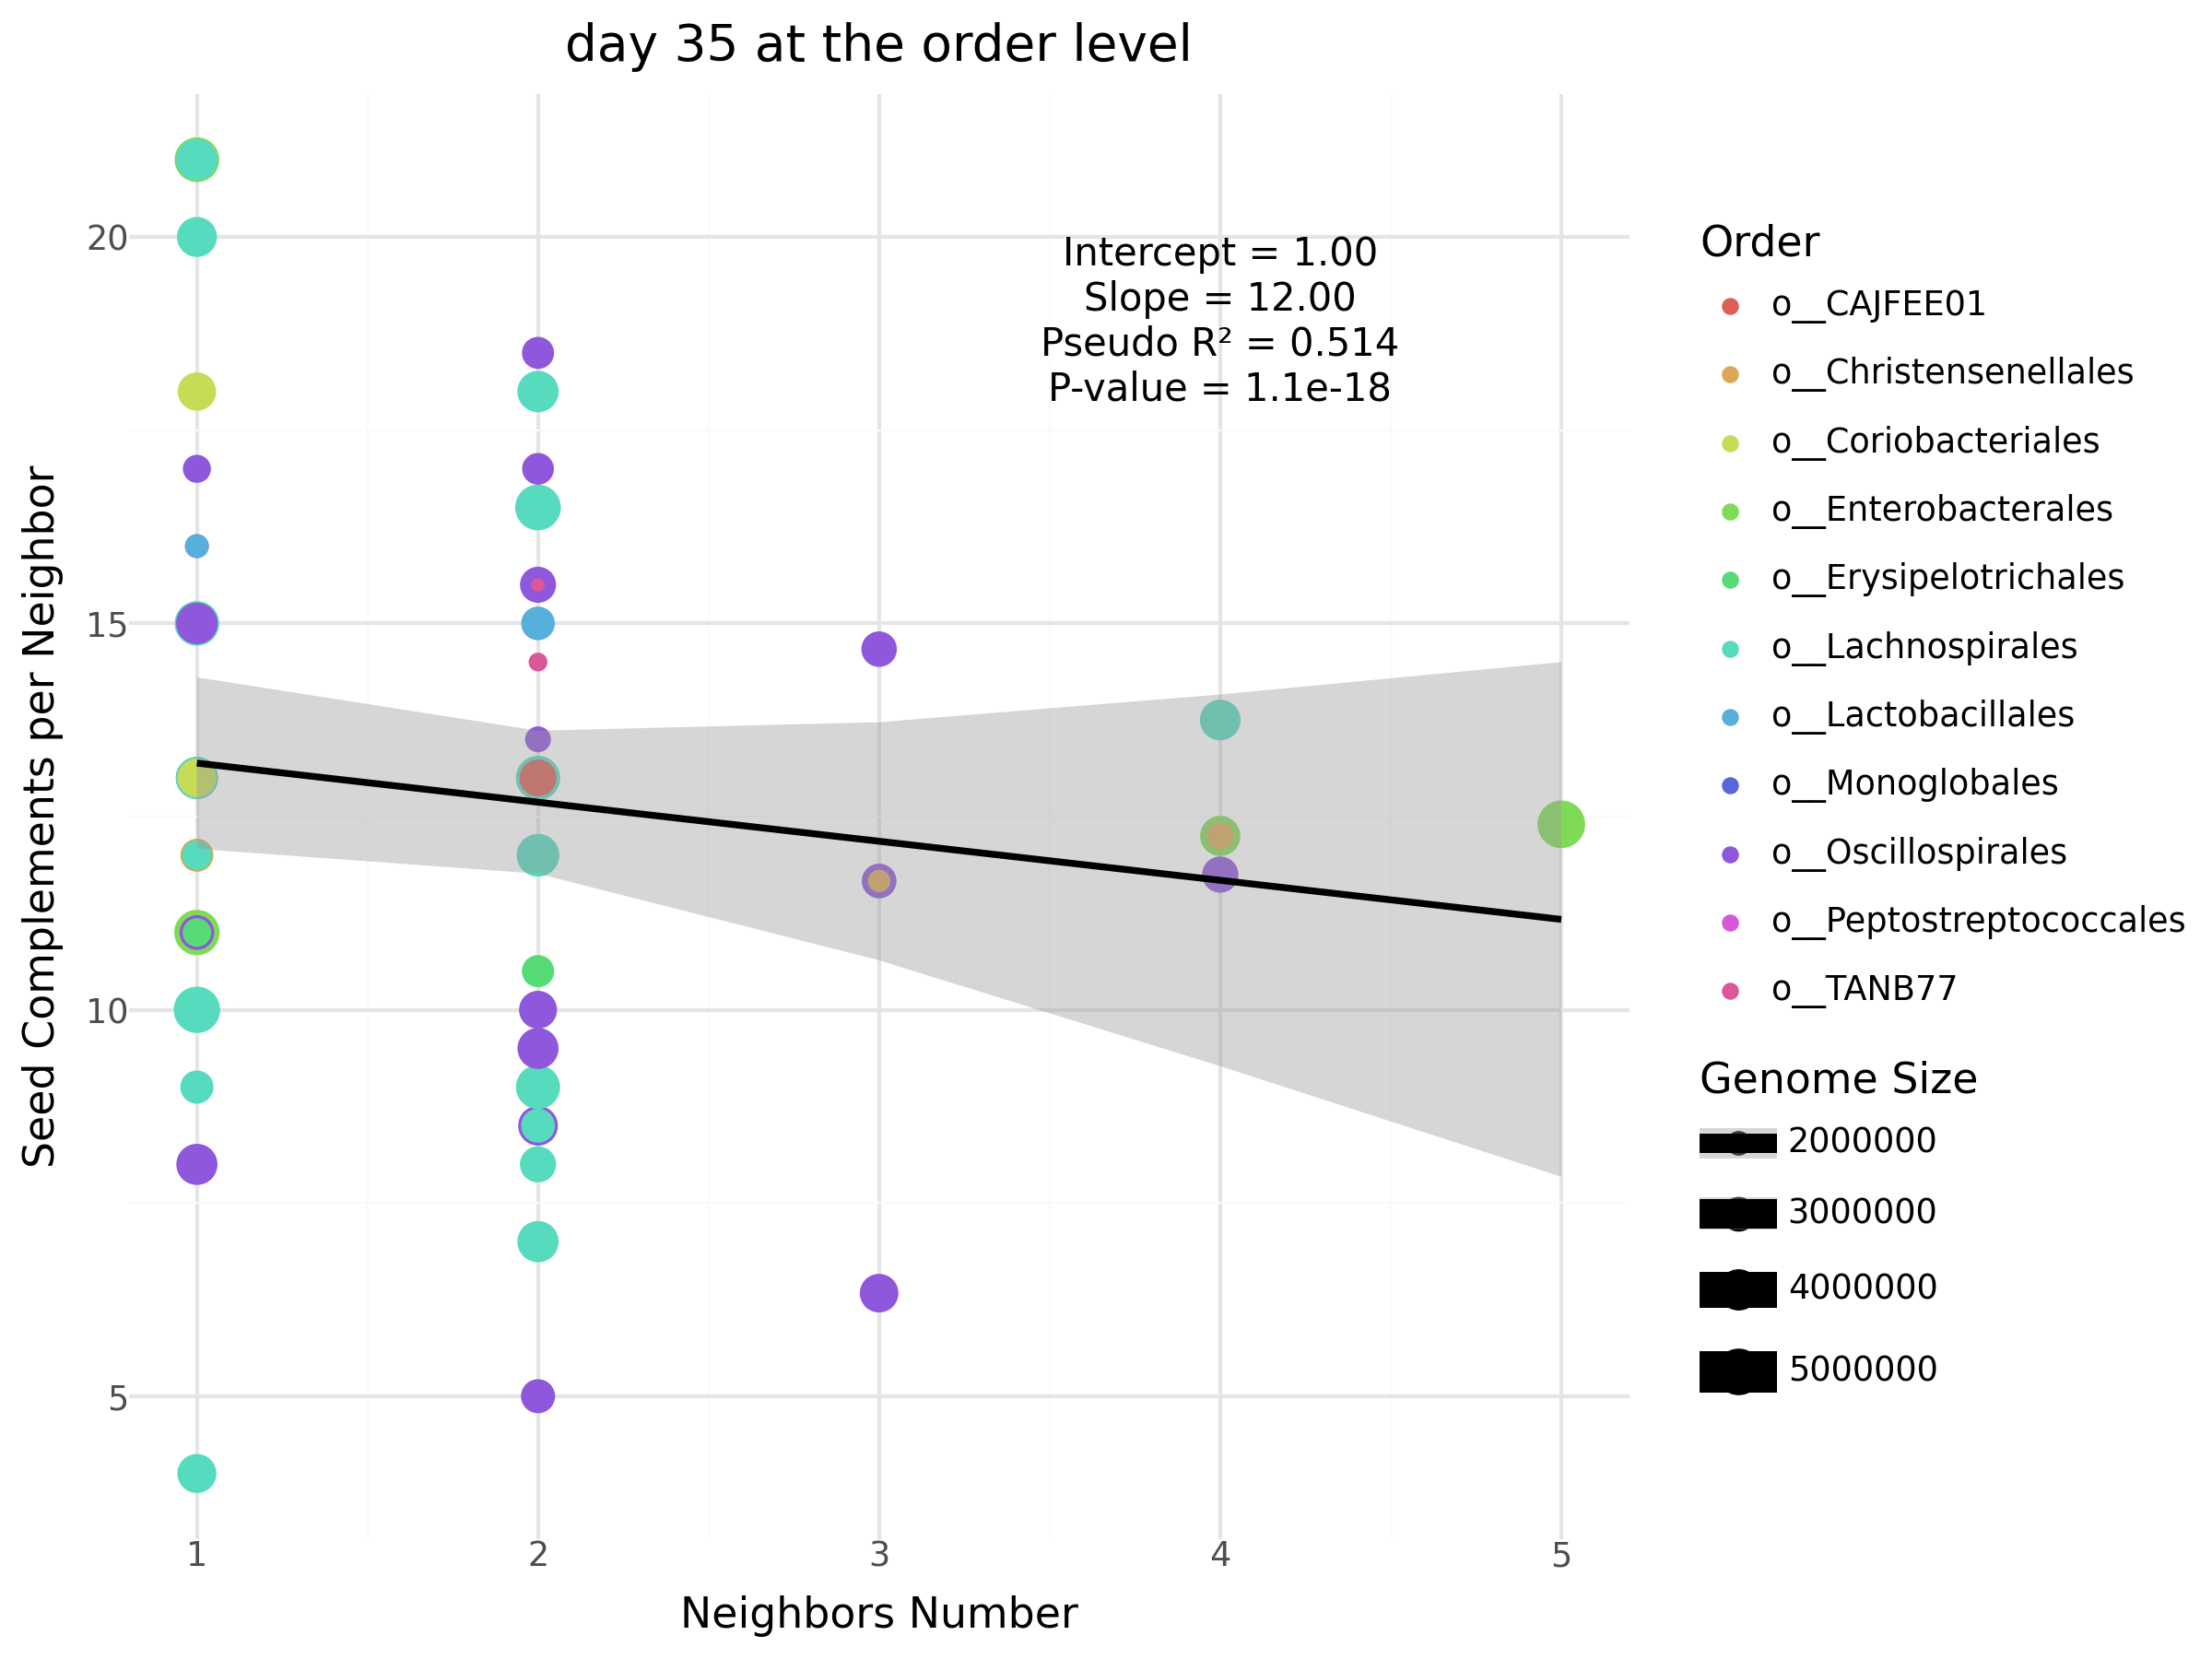 day 35 at the order level
Seed Complements per Neighbor
20
15
10
5
Intercept = 1.00
Slope = 12.00
Pseudo R² = 0.514
P-value = 1.1e-18
1
2
3
4
5
Neighbors Number
Order
o__CAJFEE01
o__Christensenellales
o__Coriobacteriales
o__Enterobacterales
o__Erysipelotrichales
o__Lachnospirales
o__Lactobacillales
o__Monoglobales
o__Oscillospirales
o__Peptostreptococcales
o__TANB77
Genome Size
2000000
3000000
4000000
5000000